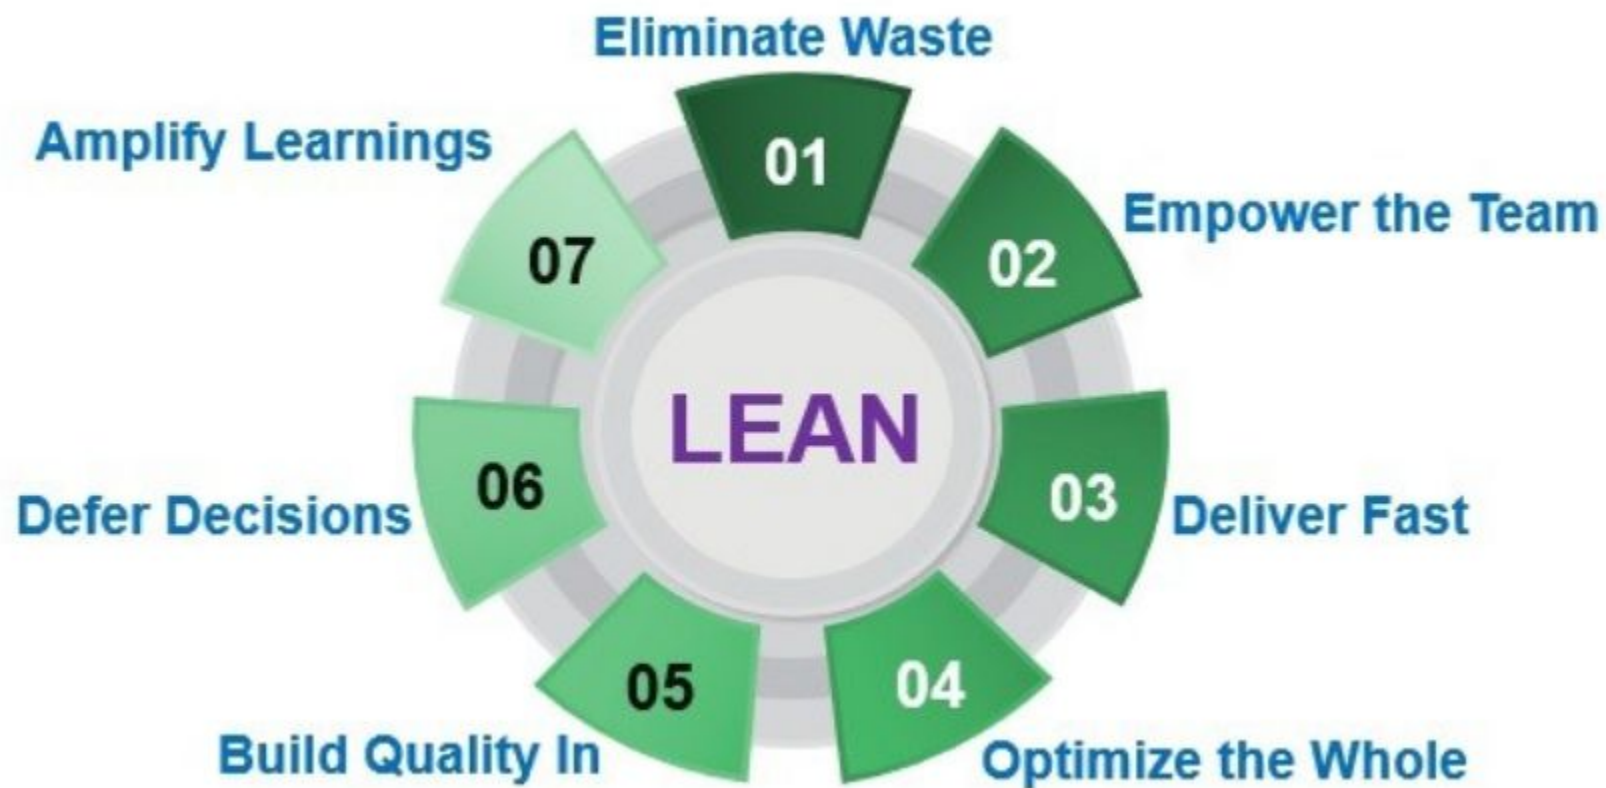 Eliminate Waste
01
Empower the Team
02
Deliver Fast
03
Optimize the Whole
04
Build Quality In
05
Defer Decisions
06
Amplify Learnings
07
LEAN